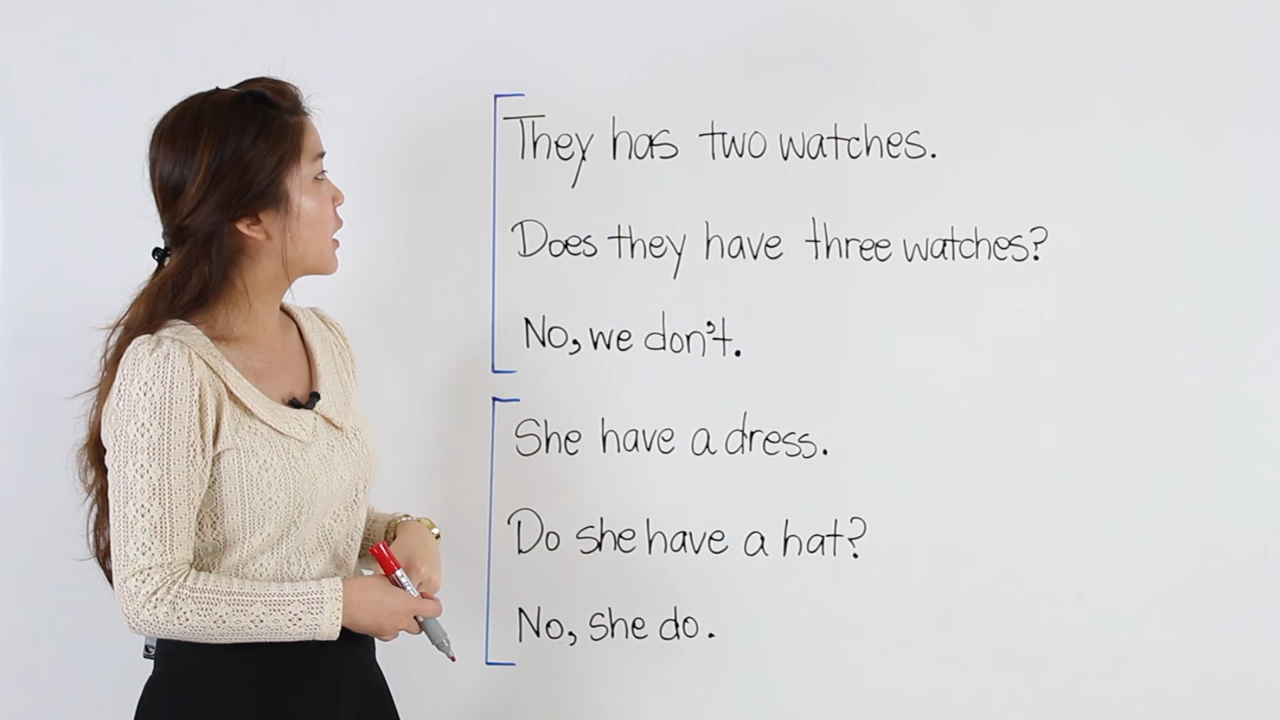 They has two watches.
Does they have three watches?
No, we don't.
She have a dress.
Do she have a hat?
No, she do.